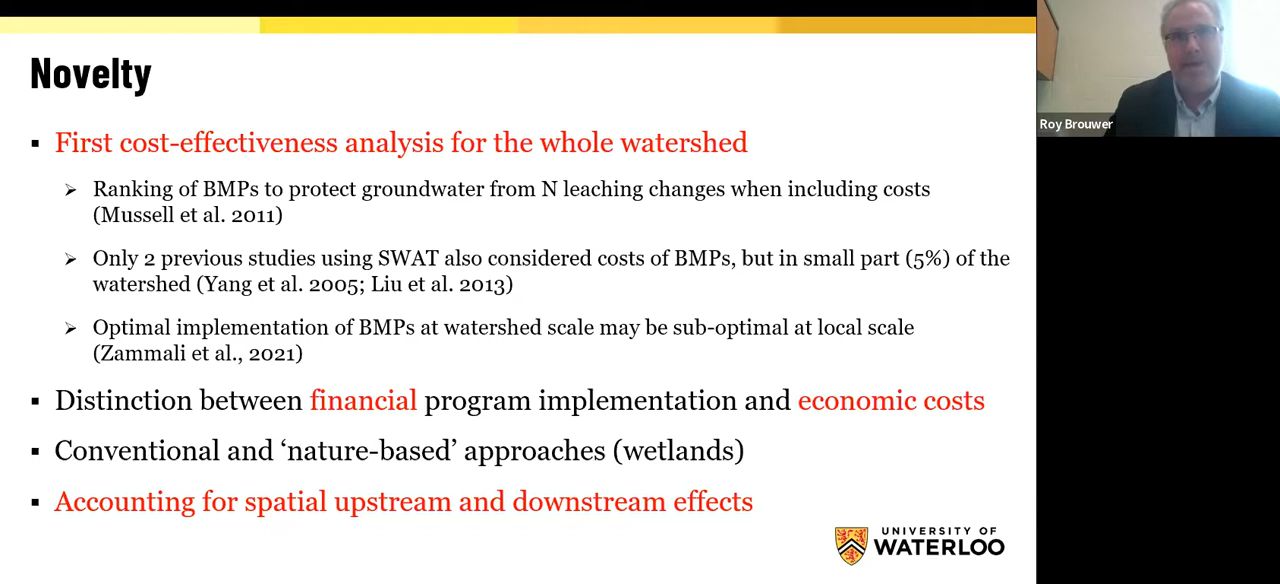 Novelty
▪ First cost-effectiveness analysis for the whole watershed
➢ Ranking of BMPs to protect groundwater from N leaching changes when including costs
(Mussell et al. 2011)
➢ Only 2 previous studies using SWAT also considered costs of BMPs, but in small part (5%) of the
watershed (Yang et al. 2005; Liu et al. 2013)
➢ Optimal implementation of BMPs at watershed scale may be sub-optimal at local scale
(Zammali et al., 2021)
▪ Distinction between financial program implementation and economic costs
▪ Conventional and ‘nature-based’ approaches (wetlands)
▪ Accounting for spatial upstream and downstream effects
UNIVERSITY OF
WATERLOO
Roy Brouwer